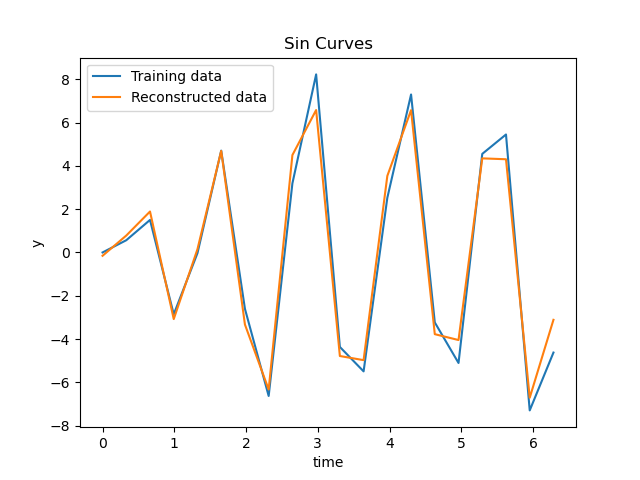 Sin Curves
Training data
Reconstructed data
8
6
4
2
0
−2
−4
−6
−8
y
0 1 2 3 4 5 6
time